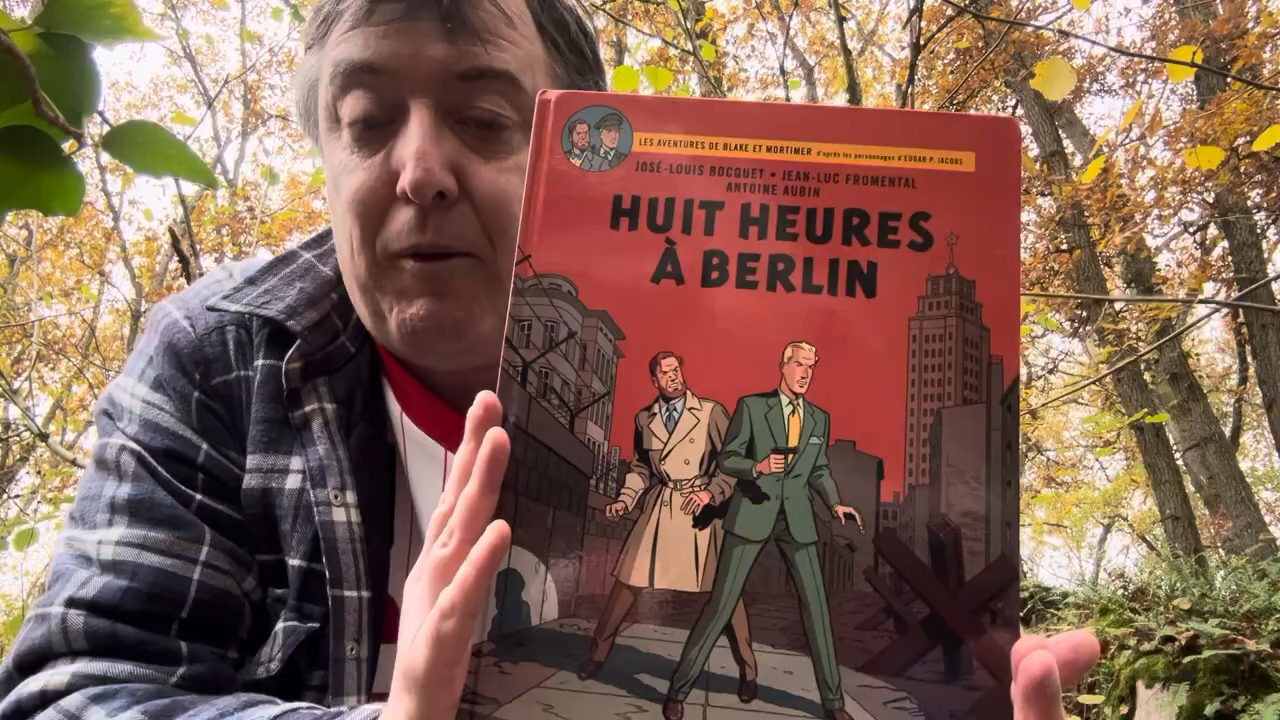 LES AVENTURES DE BLAKE ET MORTIMER d'après les personnages d'EDGAR P. JACOBS
JOSÉ-LOUIS BOCQUET • JEAN-LUC FROMENTAL
ANTOINE AUBIN
HUIT HEURES
À BERLIN